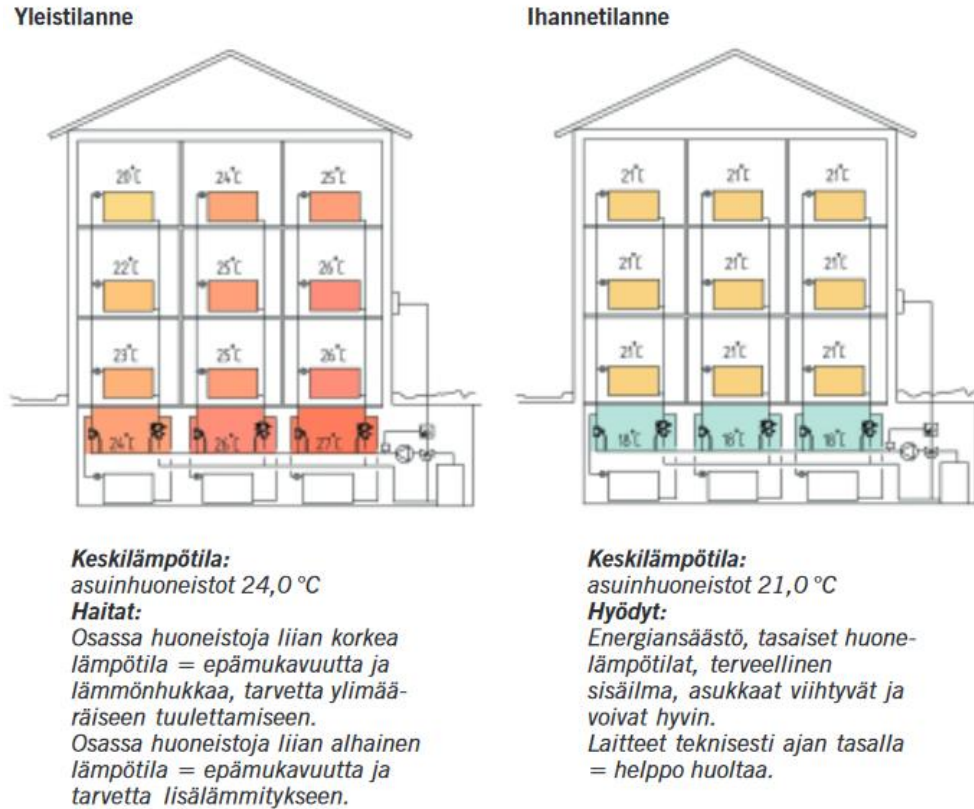 Yleistilanne
Ihannetilanne
20°C 24°C 25°C
22°C 25°C 26°C
23°C 25°C 26°C
24°C 26°C 27°C
21°C 21°C 21°C
21°C 21°C 21°C
21°C 21°C 21°C
18°C 18°C 18°C
Keskilämpötila:
asuinhuoneistot 24,0 °C
Haitat:
Osassa huoneistoja liian korkea
lämpötila = epämukavuutta ja
lämmönhukkaa, tarvetta ylimää-
räiseen tuulettamiseen.
Osassa huoneistoja liian alhainen
lämpötila = epämukavuutta ja
tarvetta lisälämmitykseen.
Keskilämpötila:
asuinhuoneistot 21,0 °C
Hyödyt:
Energiansäästö, tasaiset huone-
lämpötilat, terveellinen
sisäilma, asukkaat viihtyvät ja
voivat hyvin.
Laitteet teknisesti ajan tasalla
= helppo huoltaa.